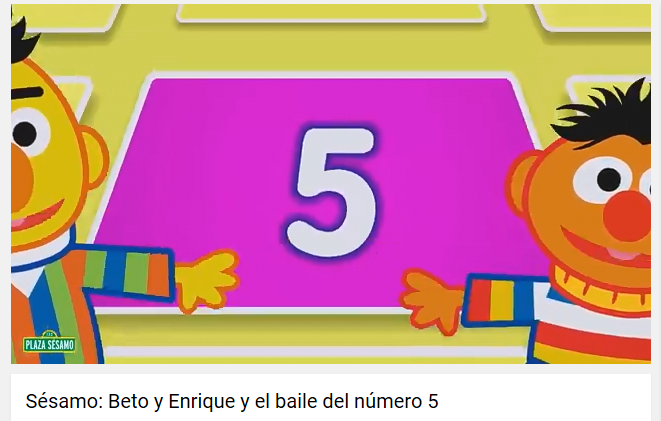 5
PLAZA SÉSAMO
Sésamo: Beto y Enrique y el baile del número 5